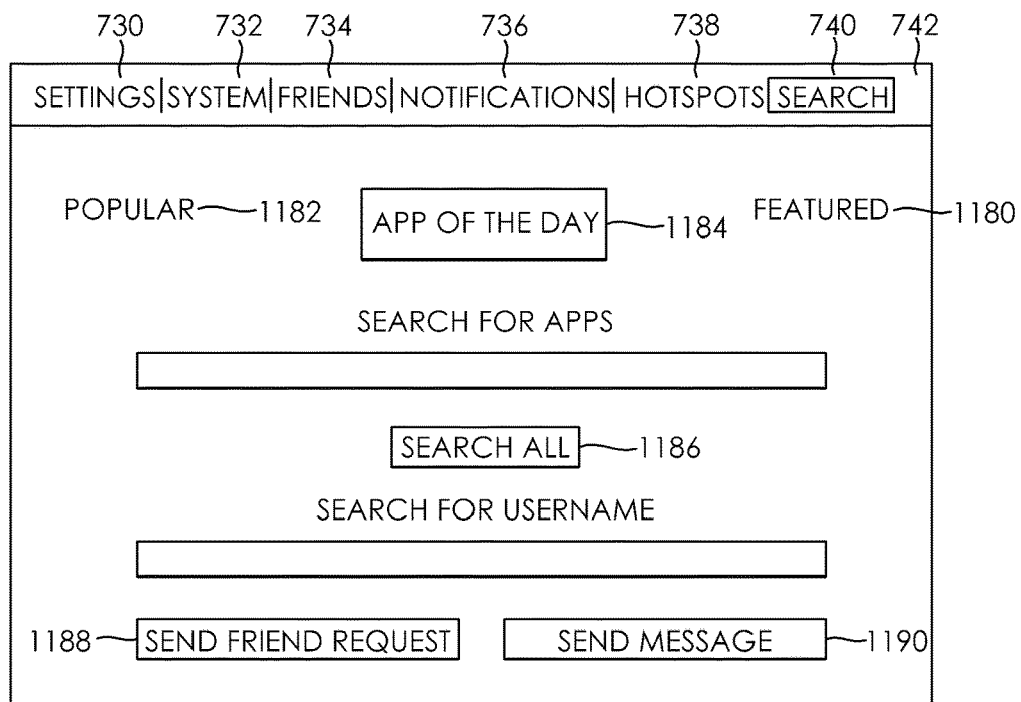 730 732 734 736 738 740 742
SETTINGS SYSTEM FRIENDS NOTIFICATIONS HOTSPOTS SEARCH
POPULAR 1182 APP OF THE DAY 1184 FEATURED 1180
SEARCH FOR APPS
SEARCH ALL 1186
SEARCH FOR USERNAME
1188 SEND FRIEND REQUEST SEND MESSAGE 1190